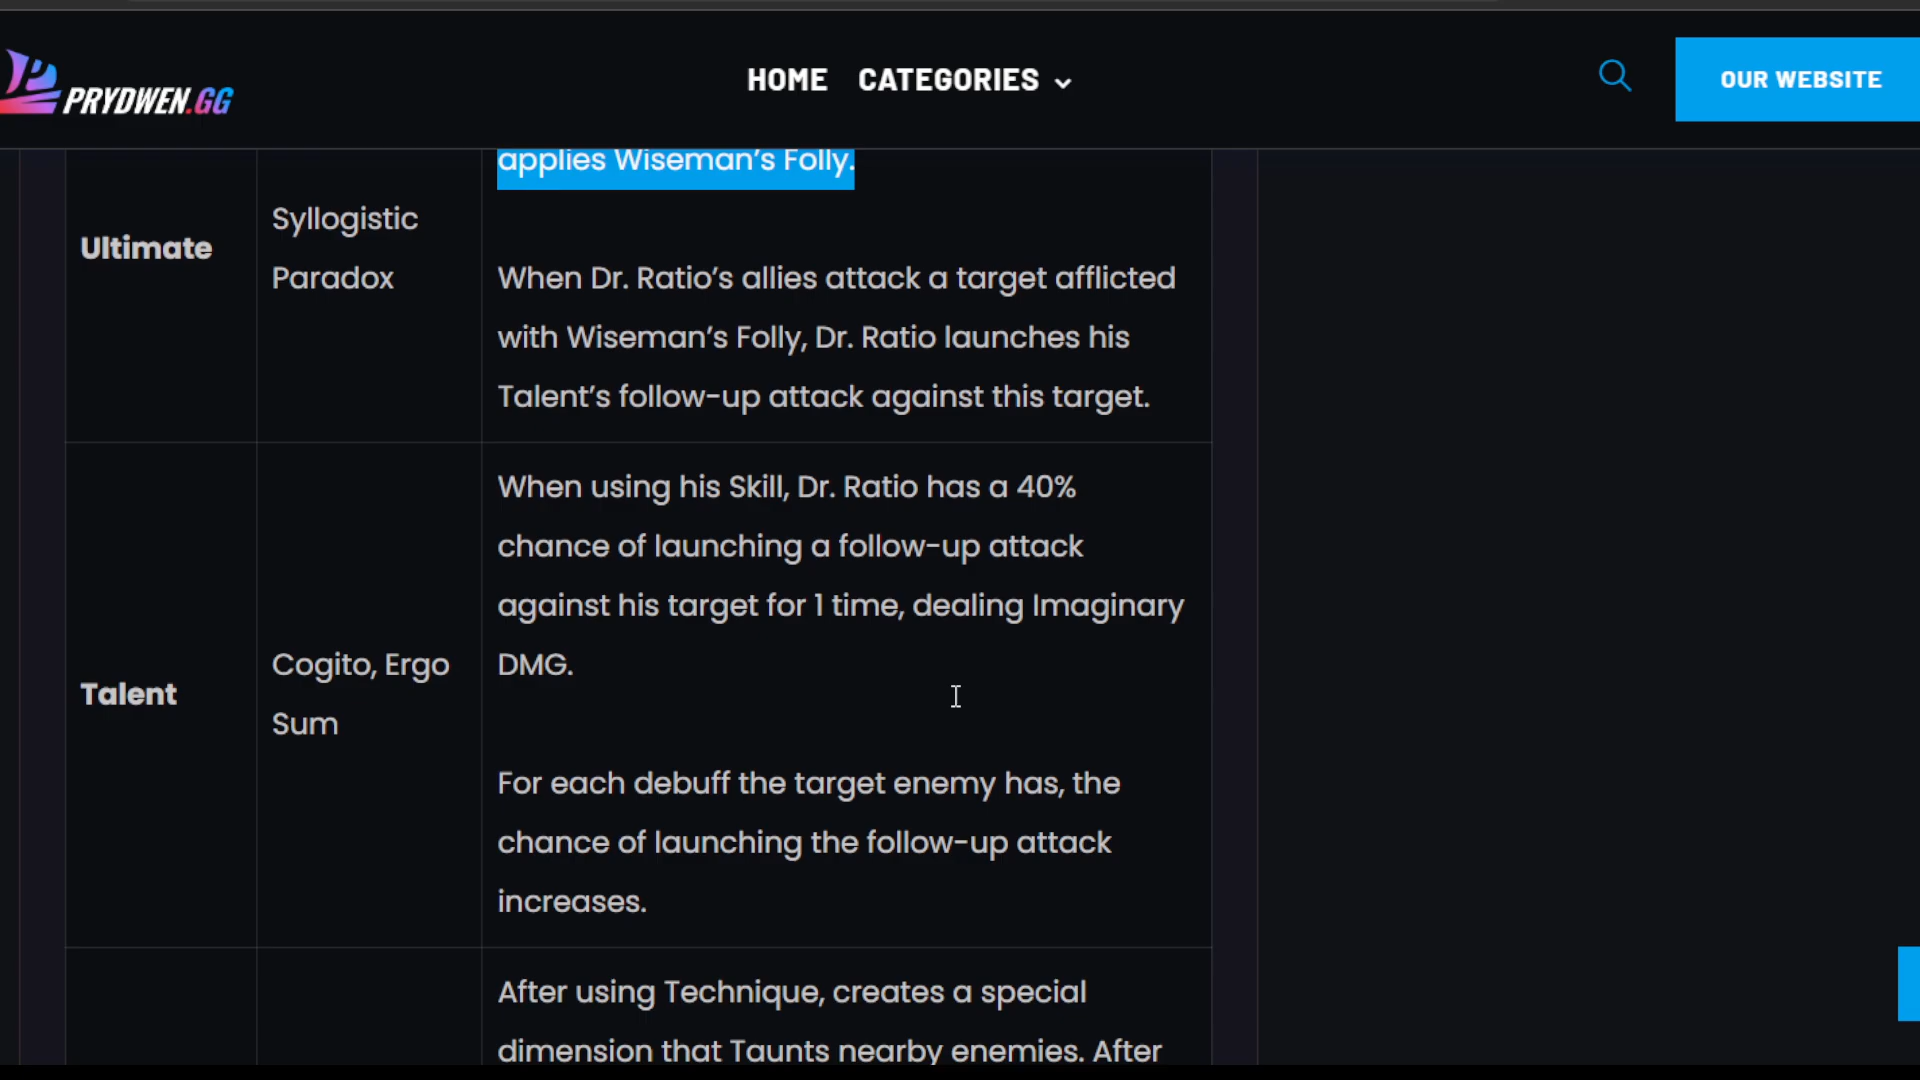 PRYDWEN.GG
HOME
CATEGORIES
OUR WEBSITE
Ultimate
Syllogistic
Paradox
applies Wiseman’s Folly.
When Dr. Ratio’s allies attack a target afflicted
with Wiseman’s Folly, Dr. Ratio launches his
Talent’s follow-up attack against this target.
Talent
Cogito, Ergo
Sum
When using his Skill, Dr. Ratio has a 40%
chance of launching a follow-up attack
against his target for 1 time, dealing Imaginary
DMG.
For each debuff the target enemy has, the
chance of launching the follow-up attack
increases.
After using Technique, creates a special
dimension that Taunts nearby enemies. After